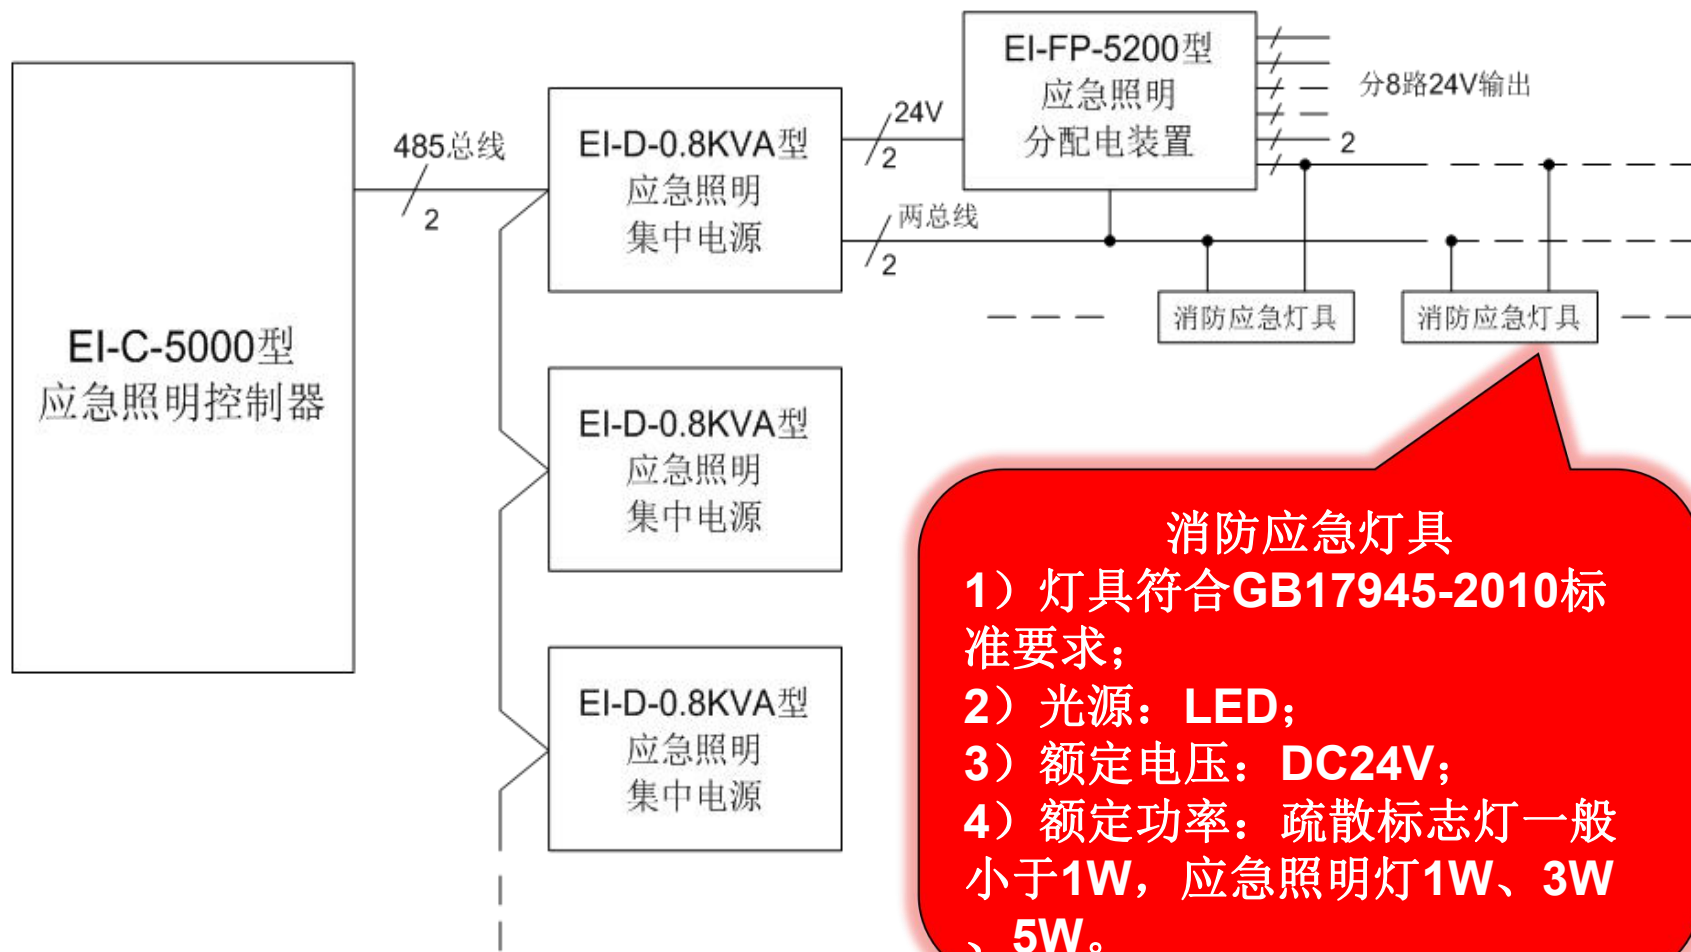 EI-C-5000型
应急照明控制器
485总线
2
EI-D-0.8KVA型
应急照明
集中电源
24V
2
两总线
2
EI-FP-5200型
应急照明
分配电装置
分8路24V输出
2
消防应急灯具
消防应急灯具
EI-D-0.8KVA型
应急照明
集中电源
EI-D-0.8KVA型
应急照明
集中电源
消防应急灯具
1）灯具符合GB17945-2010标
准要求；
2）光源：LED；
3）额定电压：DC24V；
4）额定功率：疏散标志灯一般
小于1W，应急照明灯1W、3W
、5W。